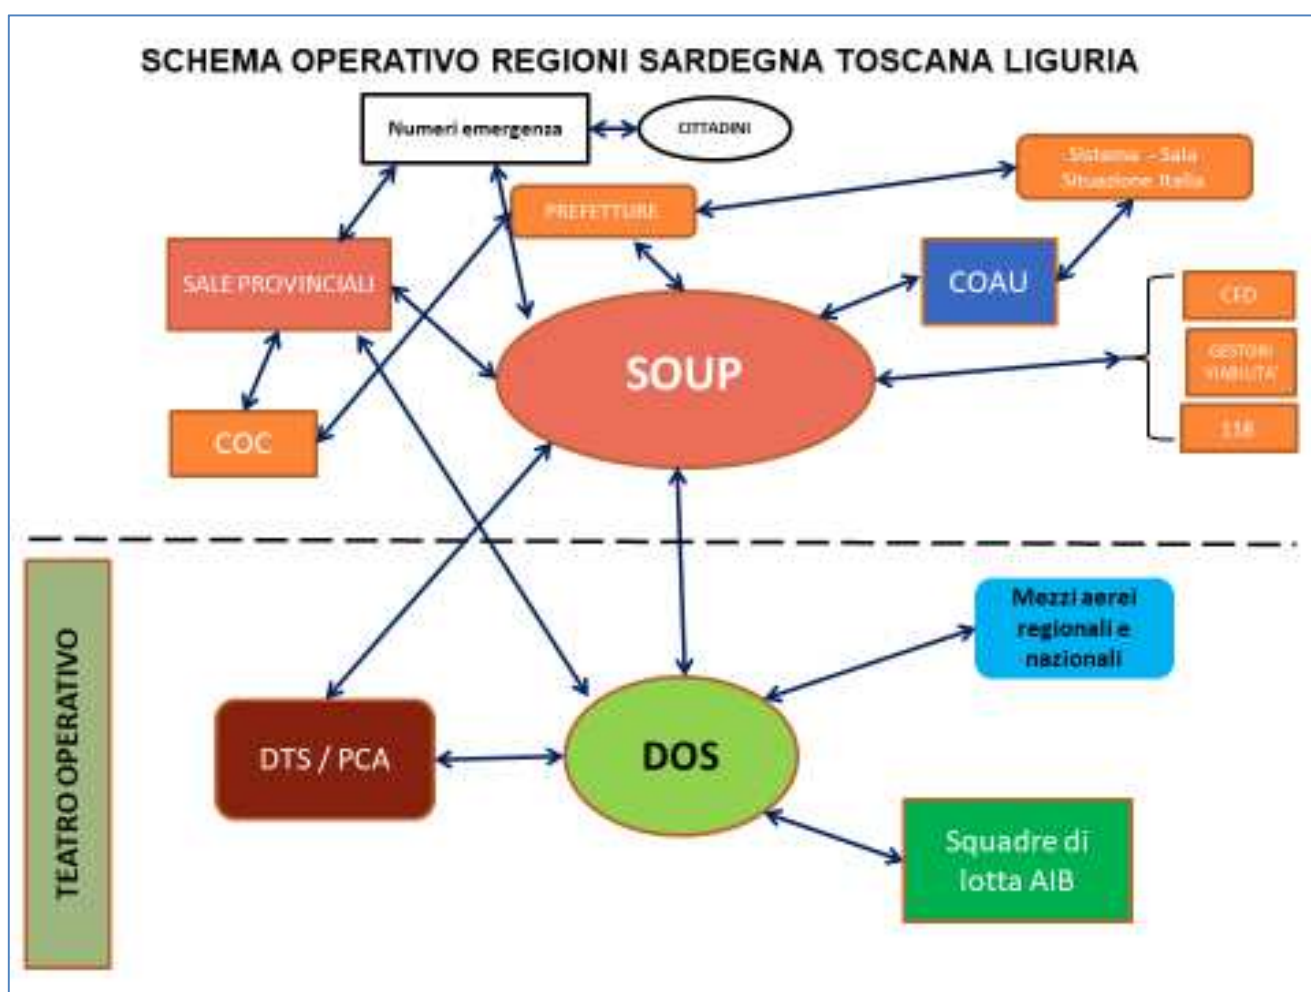 SCHEMA OPERATIVO REGIONI SARDEGNA TOSCANA LIGURIA
Numeri emergenza
CITTADINI
Sistema - Sala
Situazione Italia
PREFETTURE
SALE PROVINCIALI
COAU
CFD
GESTORI
VIABILITA'
118
SOUP
COC
TEATRO OPERATIVO
Mezzi aerei
regionali e
nazionali
DTS / PCA
DOS
Squadre di
lotta AIB